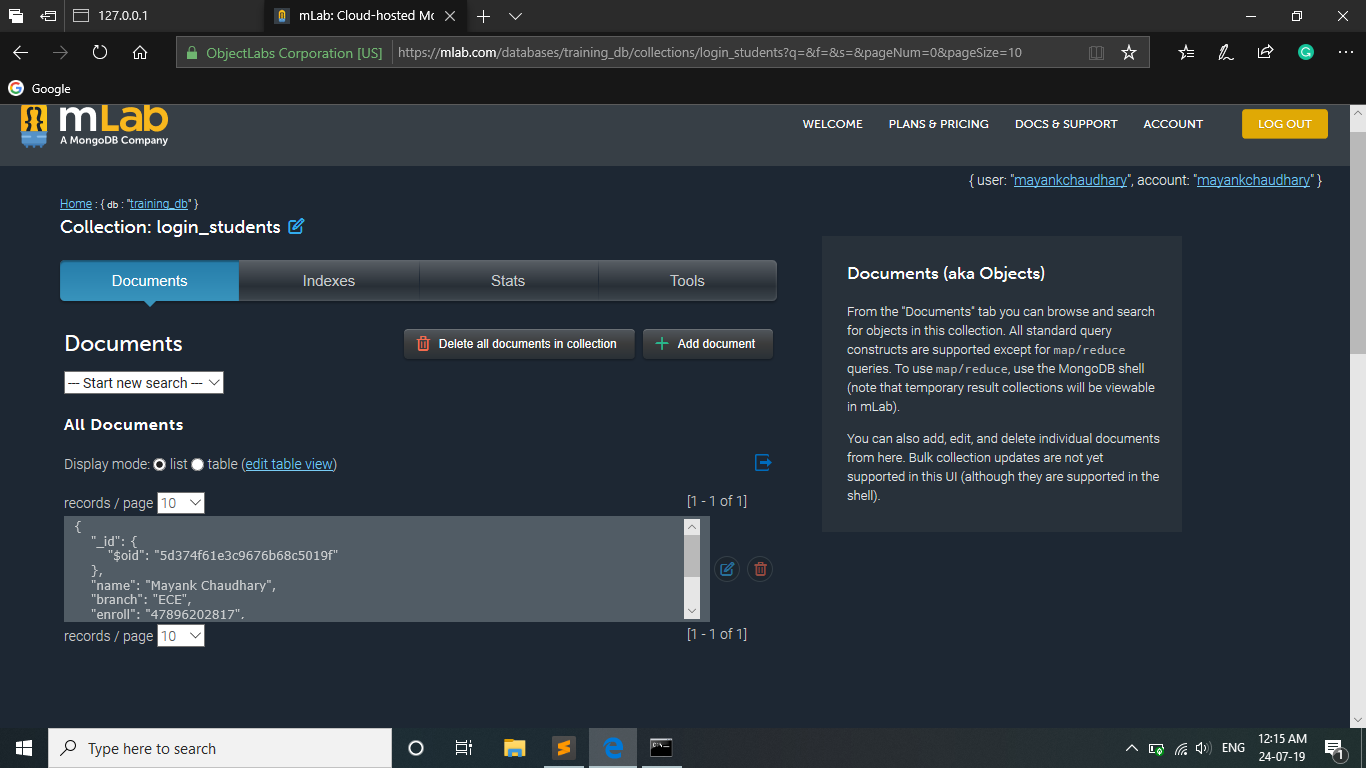 127.0.0.1
mLab: Cloud-hosted Mc
ObjectLabs Corporation [US]
https://mlab.com/databases/training_db/collections/login_students?q=&f=&s=&pageNum=0&pageSize=10
Google
mLab
A MongoDB Company
WELCOME
PLANS & PRICING
DOCS & SUPPORT
ACCOUNT
LOG OUT
{ user: "mayankchaudhary", account: "mayankchaudhary" }
Home : { db : "training_db" }
Collection: login_students
Documents
Indexes
Stats
Tools
Documents
Delete all documents in collection
Add document
--- Start new search ---
All Documents
Display mode: list table (edit table view)
records / page 10
[1 - 1 of 1]
{
"_id": {
"$oid": "5d374f61e3c9676b68c5019f"
},
"name": "Mayank Chaudhary",
"branch": "ECE",
"enroll": "47896202817",
records / page 10
[1 - 1 of 1]
Documents (aka Objects)
From the "Documents" tab you can browse and search
for objects in this collection. All standard query
constructs are supported except for map/reduce
queries. To use map/reduce, use the MongoDB shell
(note that temporary result collections will be viewable
in mLab).
You can also add, edit, and delete individual documents
from here. Bulk collection updates are not yet
supported in this UI (although they are supported in the
shell).
Type here to search
ENG
12:15 AM
24-07-19
1